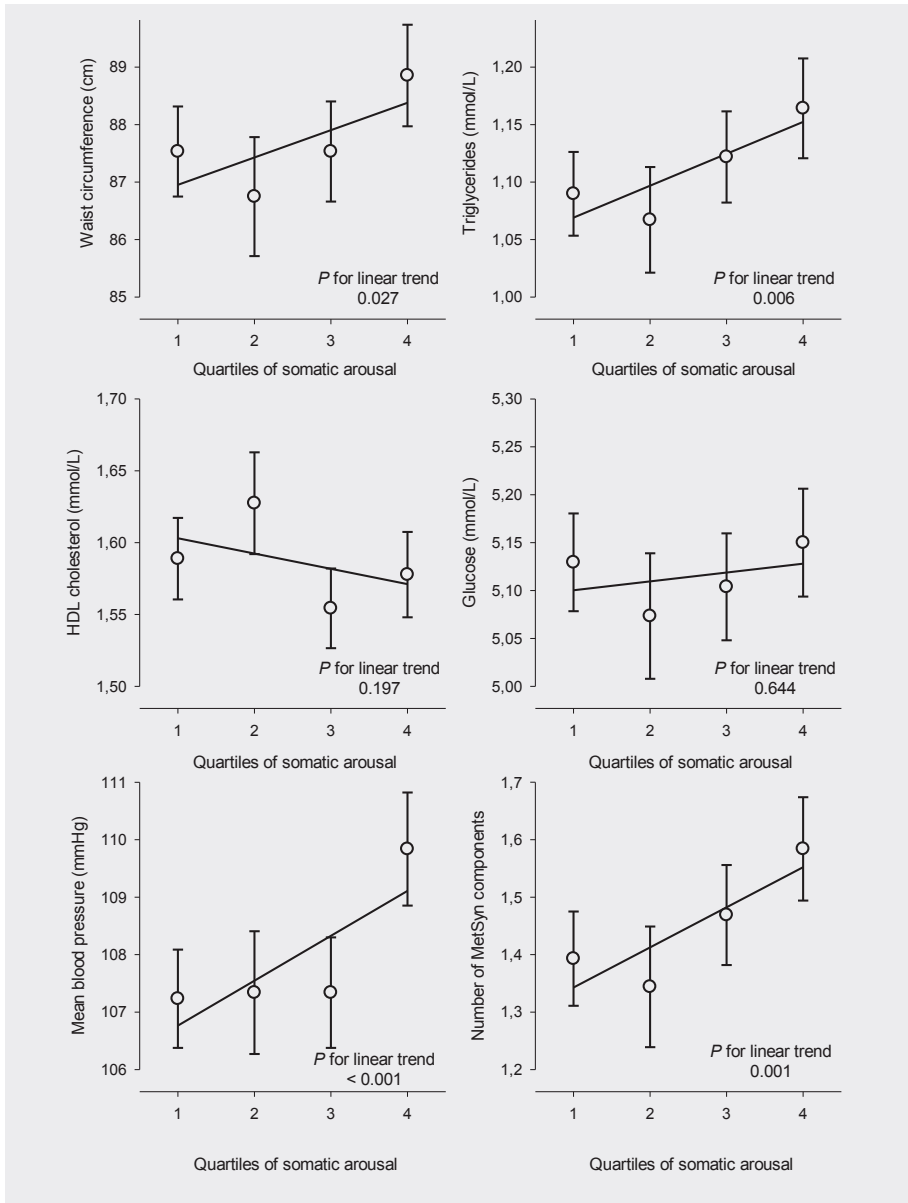 Waist circumference (cm)
89
88
87
86
85
P for linear trend
0.027
1 2 3 4
Quartiles of somatic arousal
Triglycerides (mmol/L)
1,20
1,15
1,10
1,05
1,00
P for linear trend
0.006
1 2 3 4
Quartiles of somatic arousal
HDL cholesterol (mmol/L)
1,70
1,65
1,60
1,55
1,50
P for linear trend
0.197
1 2 3 4
Quartiles of somatic arousal
Glucose (mmol/L)
5,30
5,25
5,20
5,15
5,10
5,05
5,00
P for linear trend
0.644
1 2 3 4
Quartiles of somatic arousal
Mean blood pressure (mmHg)
111
110
109
108
107
106
P for linear trend
< 0.001
1 2 3 4
Quartiles of somatic arousal
Number of MetSyn components
1,7
1,6
1,5
1,4
1,3
1,2
P for linear trend
0.001
1 2 3 4
Quartiles of somatic arousal